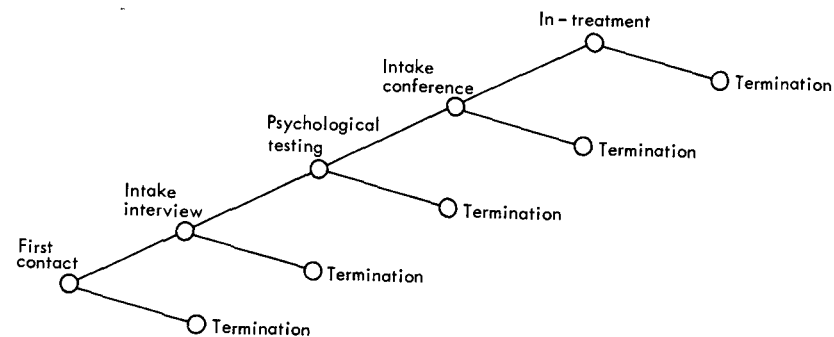 In-treatment
Termination
Intake
conference
Termination
Psychological
testing
Termination
Intake
interview
Termination
First
contact
Termination